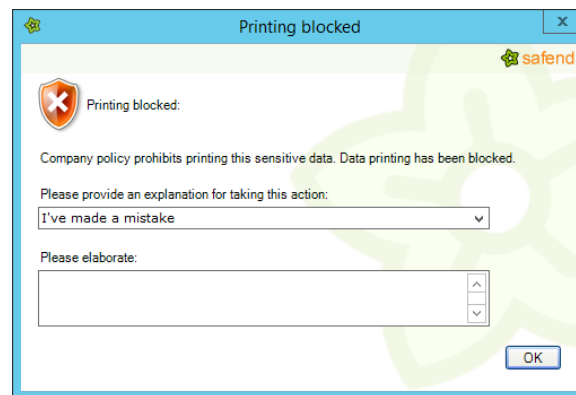 Printing blocked
x
safend
Printing blocked:
Company policy prohibits printing this sensitive data. Data printing has been blocked.
Please provide an explanation for taking this action:
I've made a mistake
Please elaborate:
OK